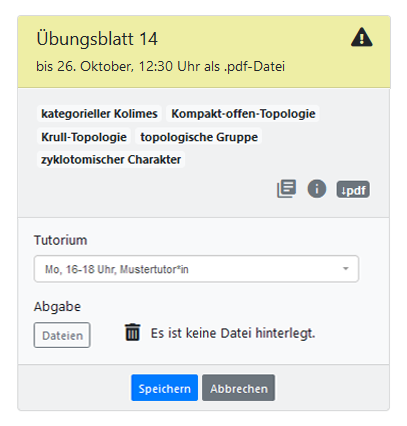 Übungsblatt 14
bis 26. Oktober, 12:30 Uhr als .pdf-Datei
kategorieller Kolimes Kompakt-offen-Topologie
Krull-Topologie topologische Gruppe
zyklotomischer Charakter
↓pdf
Tutorium
Mo, 16-18 Uhr, Mustertutor*in
Abgabe
Dateien Es ist keine Datei hinterlegt.
Speichern Abbrechen